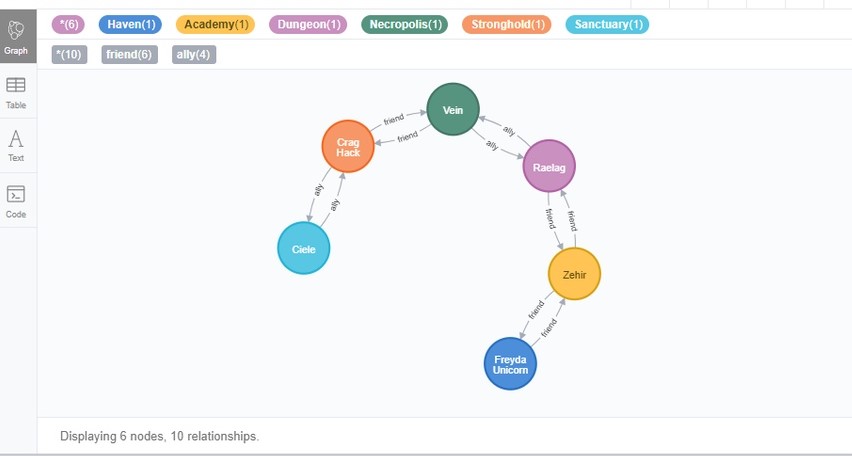 *(6) Haven(1) Academy(1) Dungeon(1) Necropolis(1) Stronghold(1) Sanctuary(1)
*(10) friend(6) ally(4)
Graph
Table
Text
Code
Vein
friend
friend
ally
ally
Crag
Hack
Raelag
ally
ally
friend
friend
Ciele
Zehir
friend
friend
Freyda
Unicorn
Displaying 6 nodes, 10 relationships.